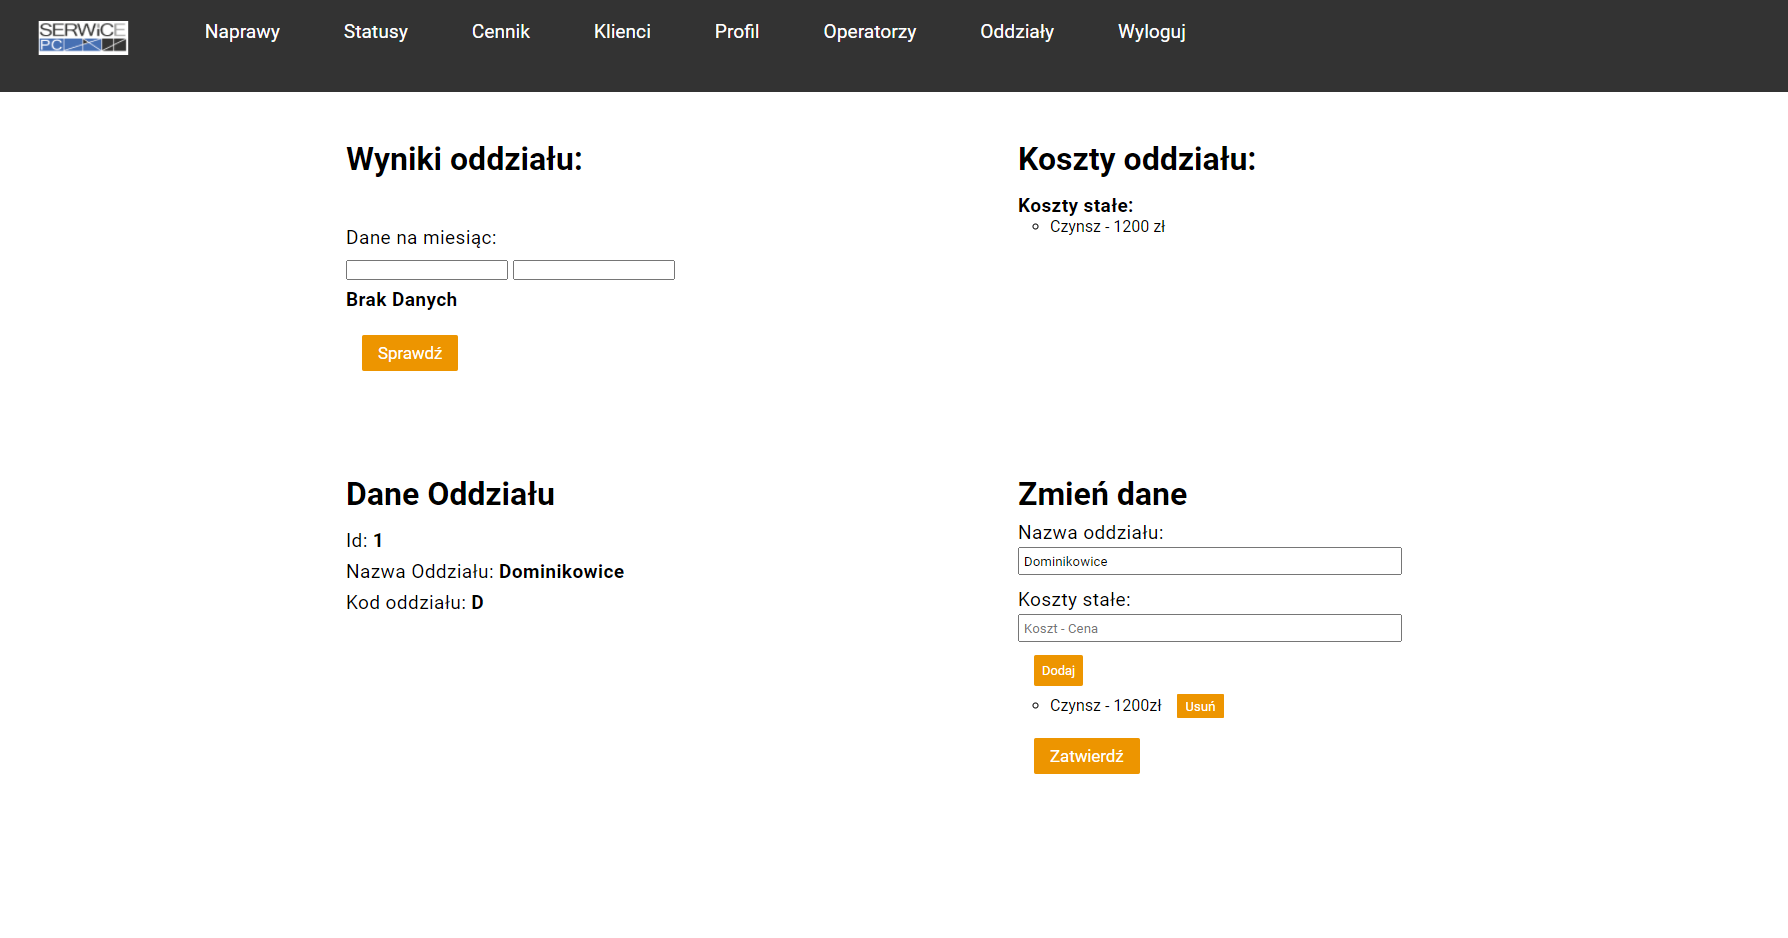 SERWiCE
PC
Naprawy Statusy Cennik Klienci Profil Operatorzy Oddziały Wyloguj
Wyniki oddziału:
Dane na miesiąc:
Brak Danych
Sprawdź
Koszty oddziału:
Koszty stałe:
Czynsz - 1200 zł
Dane Oddziału
Id: 1
Nazwa Oddziału: Dominikowice
Kod oddziału: D
Zmień dane
Nazwa oddziału:
Dominikowice
Koszty stałe:
Koszt - Cena
Dodaj
Czynsz - 1200zł Usuń
Zatwierdź